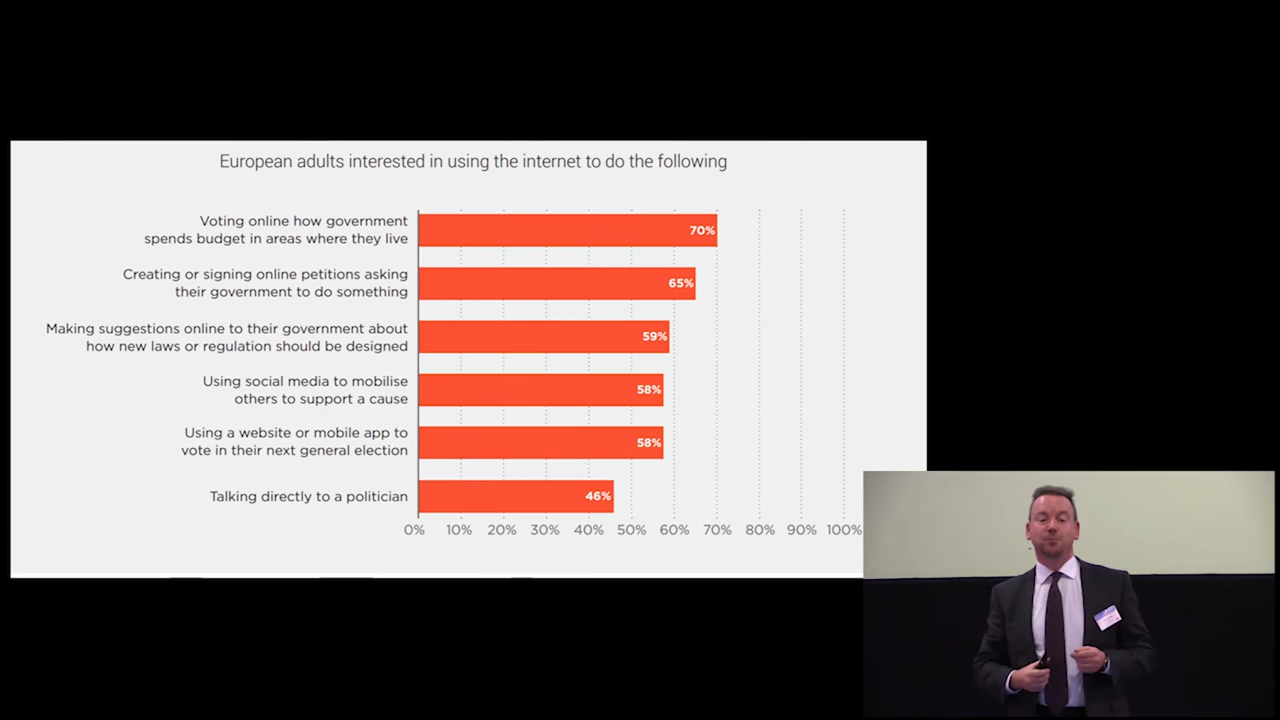 European adults interested in using the internet to do the following
Voting online how government
spends budget in areas where they live
70%
Creating or signing online petitions asking
their government to do something
65%
Making suggestions online to their government about
how new laws or regulation should be designed
59%
Using social media to mobilise
others to support a cause
58%
Using a website or mobile app to
vote in their next general election
58%
Talking directly to a politician
46%
0% 10% 20% 30% 40% 50% 60% 70% 80% 90% 100%